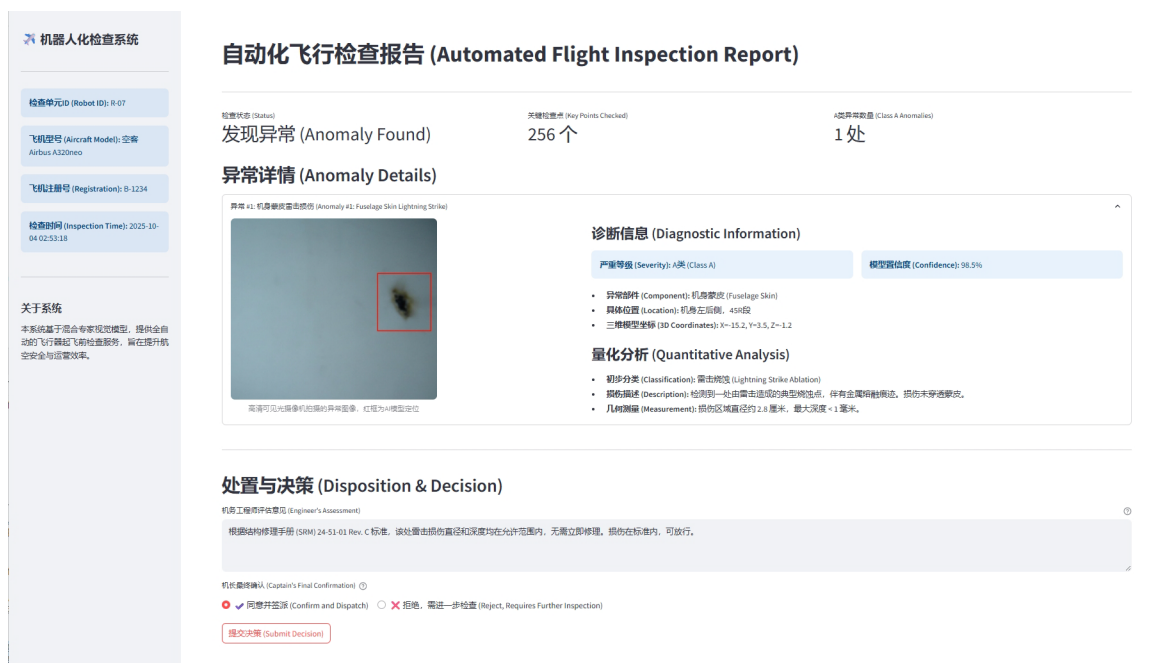 机器人化检查系统
检查单元ID (Robot ID): R-07
飞机型号 (Aircraft Model): 空客
Airbus A320neo
飞机注册号 (Registration): B-1234
检查时间 (Inspection Time): 2025-10-
04 02:53:18
关于系统
本系统基于混合专家视觉模型，提供全自
动的飞行器起飞前检查服务，旨在提升航
空安全与运营效率。
自动化飞行检查报告 (Automated Flight Inspection Report)
检查状态 (Status)
发现异常 (Anomaly Found)
关键检查点 (Key Points Checked)
256 个
A类异常数量 (Class A Anomalies)
1 处
异常详情 (Anomaly Details)
异常 #1: 机身蒙皮雷击损伤 (Anomaly #1: Fuselage Skin Lightning Strike)
高清可见光摄像机拍摄的异常图像，红框为AI模型定位
诊断信息 (Diagnostic Information)
严重等级 (Severity): A类 (Class A)
模型置信度 (Confidence): 98.5%
• 异常部件 (Component): 机身蒙皮 (Fuselage Skin)
• 具体位置 (Location): 机身左后侧，45R段
• 三维模型坐标 (3D Coordinates): X=-15.2, Y=3.5, Z=-1.2
量化分析 (Quantitative Analysis)
• 初步分类 (Classification): 雷击烧蚀 (Lightning Strike Ablation)
• 损伤描述 (Description): 检测到一处由雷击造成的典型烧蚀点，伴有金属熔融痕迹。损伤未穿透蒙皮。
• 几何测量 (Measurement): 损伤区域直径约 2.8 厘米，最大深度 < 1 毫米。
处置与决策 (Disposition & Decision)
机务工程师评估意见 (Engineer's Assessment)
根据结构修理手册 (SRM) 24-51-01 Rev. C 标准，该处雷击损伤直径和深度均在允许范围内，无需立即修理。损伤在标准内，可放行。
机长最终确认 (Captain's Final Confirmation)
同意并签派 (Confirm and Dispatch)
拒绝，需进一步检查 (Reject, Requires Further Inspection)
提交决策 (Submit Decision)